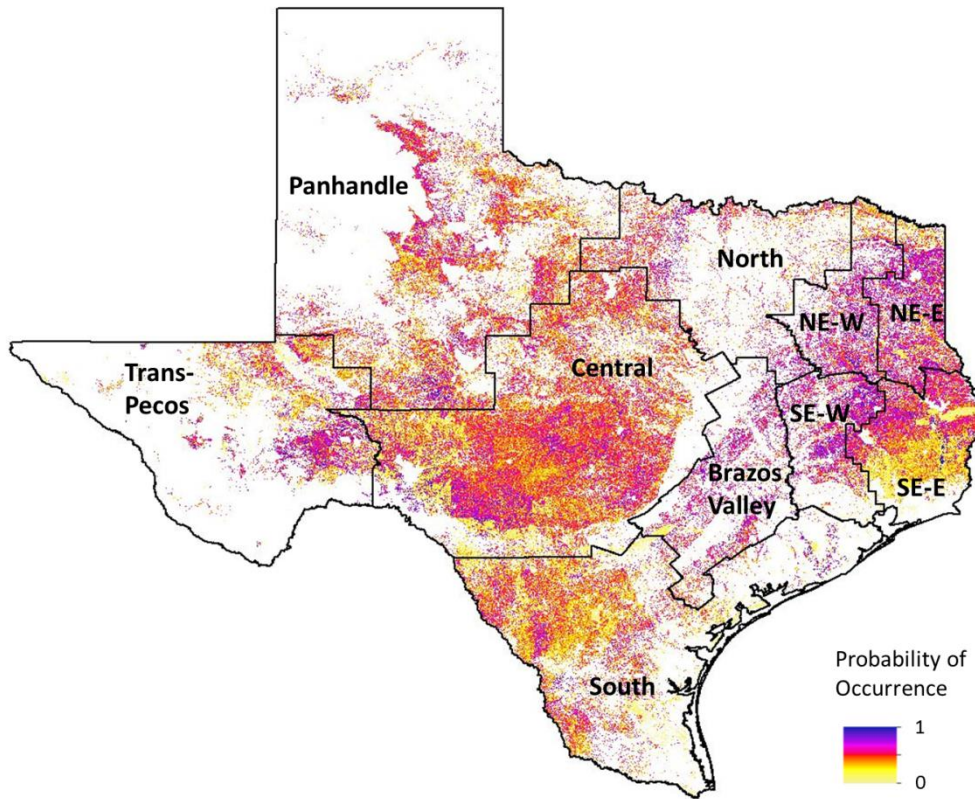 Panhandle
North
NE-W
NE-E
Trans-
Pecos
Central
SE-W
Brazos
Valley
SE-E
South
Probability of
Occurrence
1
0